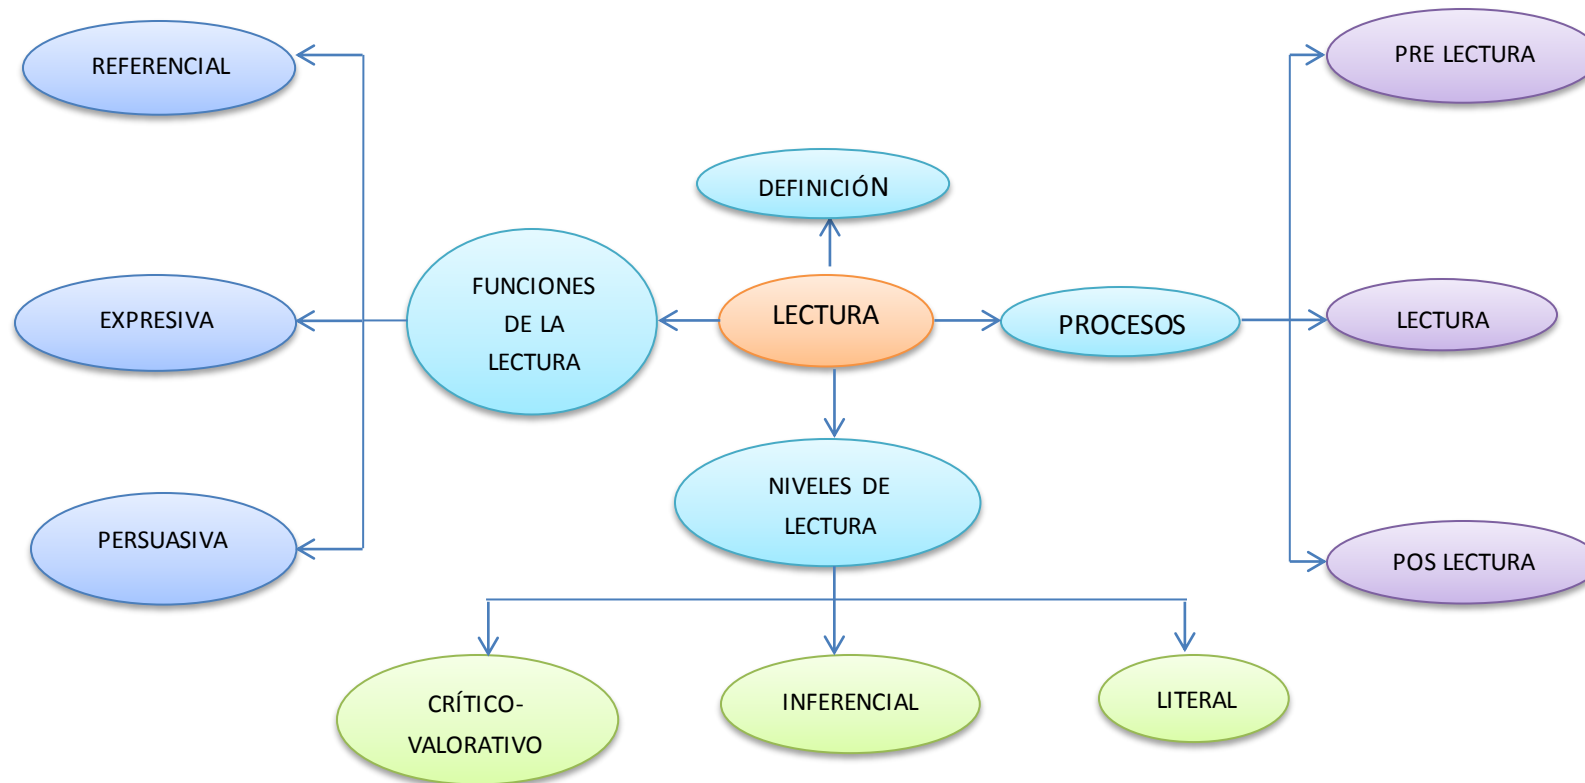 REFERENCIAL
PRE LECTURA
DEFINICIÓN
FUNCIONES
DE LA
LECTURA
LECTURA
PROCESOS
EXPRESIVA
LECTURA
NIVELES DE
LECTURA
PERSUASIVA
POS LECTURA
CRÍTICO-
VALORATIVO
INFERENCIAL
LITERAL